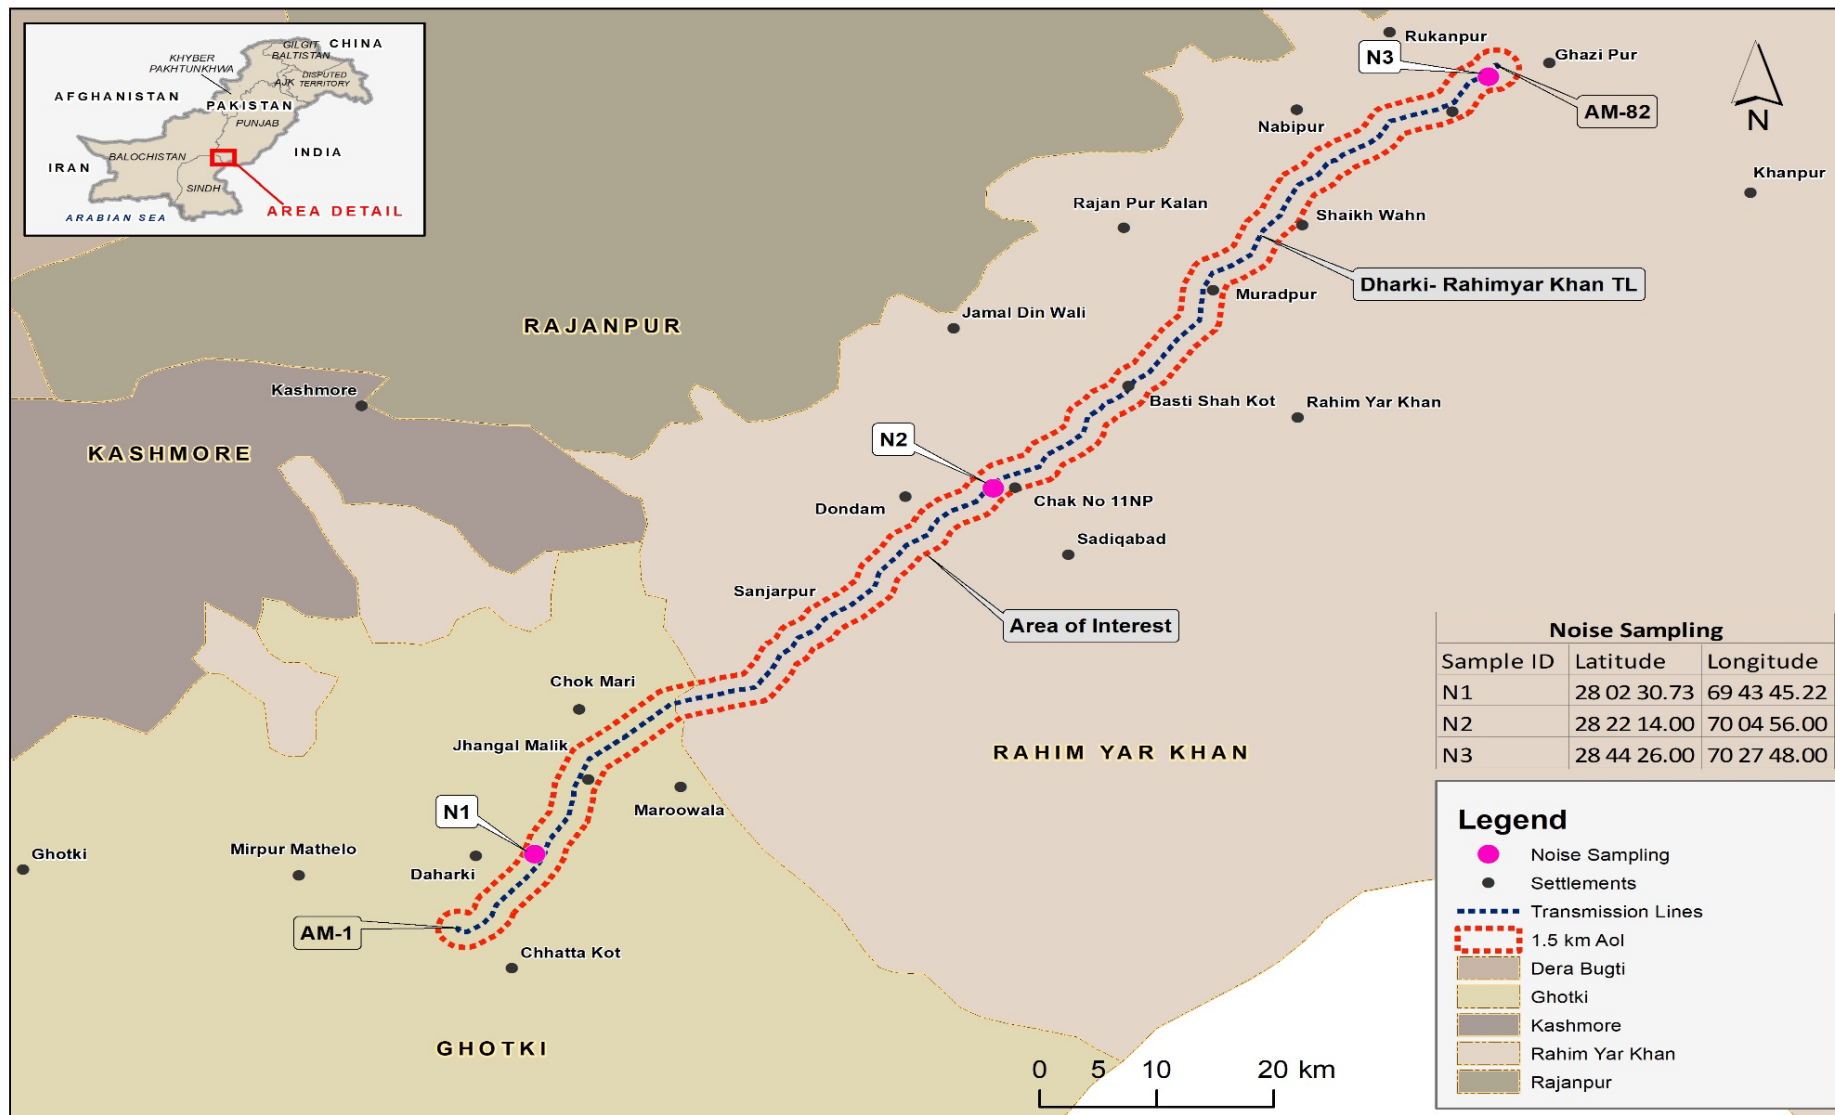 GILGIT
BALTISTAN
CHINA
KHYBER
PAKHTUNKHWA
AJK
DISPUTED
TERRITORY
AFGHANISTAN
PAKISTAN
PUNJAB
INDIA
BALOCHISTAN
IRAN
SINDH
ARABIAN SEA
AREA DETAIL
Rukanpur
N3
Ghazi Pur
AM-82
N
Nabipur
Khanpur
Rajan Pur Kalan
Shaikh Wahn
Dharki- Rahimyar Khan TL
Muradpur
Jamal Din Wali
RAJANPUR
Kashmore
Basti Shah Kot
Rahim Yar Khan
KASHMORE
N2
Dondam
Chak No 11NP
Sadiqabad
Sanjarpur
Area of Interest
Chok Mari
Jhangal Malik
RAHIM YAR KHAN
Maroowala
N1
Ghotki
Mirpur Mathelo
Daharki
AM-1
Chhatta Kot
GHOTKI
0 5 10 20 km
Noise Sampling
Sample ID Latitude Longitude
N1 28 02 30.73 69 43 45.22
N2 28 22 14.00 70 04 56.00
N3 28 44 26.00 70 27 48.00
Legend
Noise Sampling
Settlements
Transmission Lines
1.5 km AoI
Dera Bugti
Ghotki
Kashmore
Rahim Yar Khan
Rajanpur